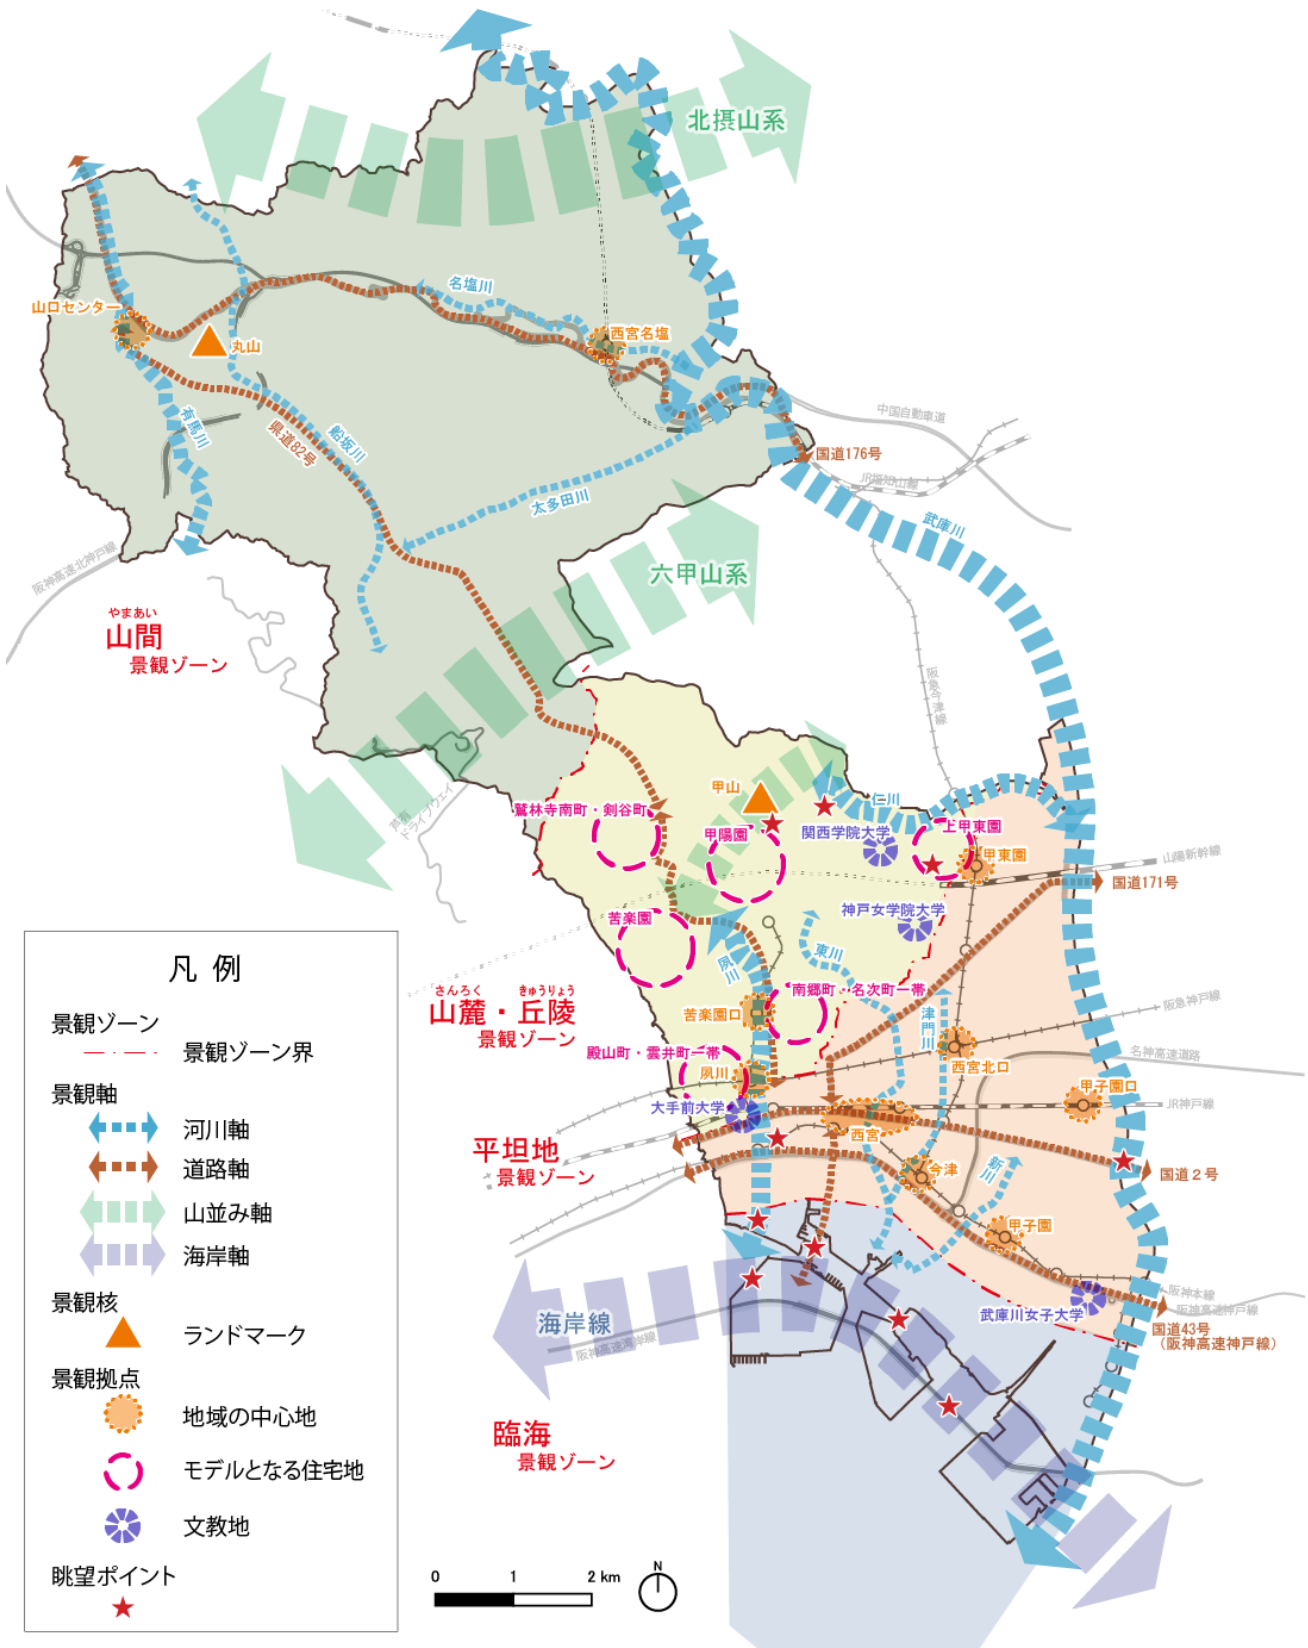 北摂山系
名塩川
山口センター
西宮名塩
丸山
有馬川
県道82号
船坂川
中国自動車道
国道176号
JR福知山線
太多田川
武庫川
阪神高速北神戸線
六甲山系
やまあい
山間
景観ゾーン
阪急今津線
甲山
仁川
鷲林寺南町・剣谷町
芦有
ドライブウェイ
甲陽園
関西学院大学
上甲東園
甲東園
山陽新幹線
国道171号
苦楽園
神戸女学院大学
東川
夙川
さんろく きゅうりょう
山麓・丘陵
景観ゾーン
南郷町・名次町一帯
苦楽園口
津門川
阪急神戸線
殿山町・雲井町一帯
夙川
西宮北口
名神高速道路
甲子園口
大手前大学
JR神戸線
西宮
平坦地
景観ゾーン
今津
新川
国道2号
甲子園
海岸線
阪神高速湾岸線
武庫川女子大学
阪神本線
阪神高速神戸線
国道43号
(阪神高速神戸線)
臨海
景観ゾーン
凡 例
景観ゾーン
景観ゾーン界
景観軸
河川軸
道路軸
山並み軸
海岸軸
景観核
ランドマーク
景観拠点
地域の中心地
モデルとなる住宅地
文教地
眺望ポイント
0 1 2 km
N